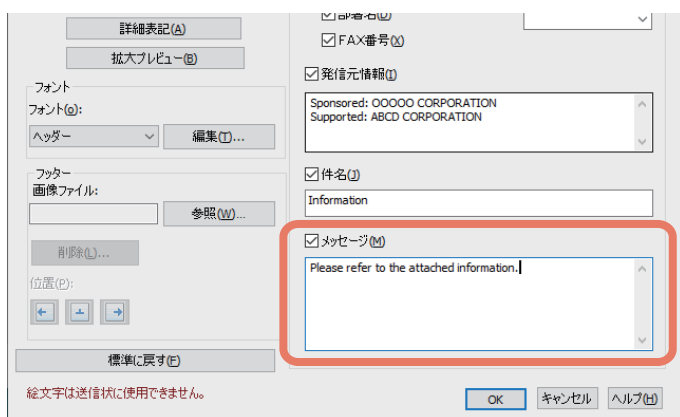 詳細表記(A)
拡大プレビュー(B)
フォント
フォント(o):
ヘッダー
編集(T)...
フッター
画像ファイル:
参照(W)...
削除(L)...
位置(P):
標準に戻す(F)
絵文字は送信状に使用できません。
部署名(D)
FAX番号(X)
発信元情報(I)
Sponsored: OOOOO CORPORATION
Supported: ABCD CORPORATION
件名(J)
Information
メッセージ(M)
Please refer to the attached information.
OK
キャンセル
ヘルプ(H)